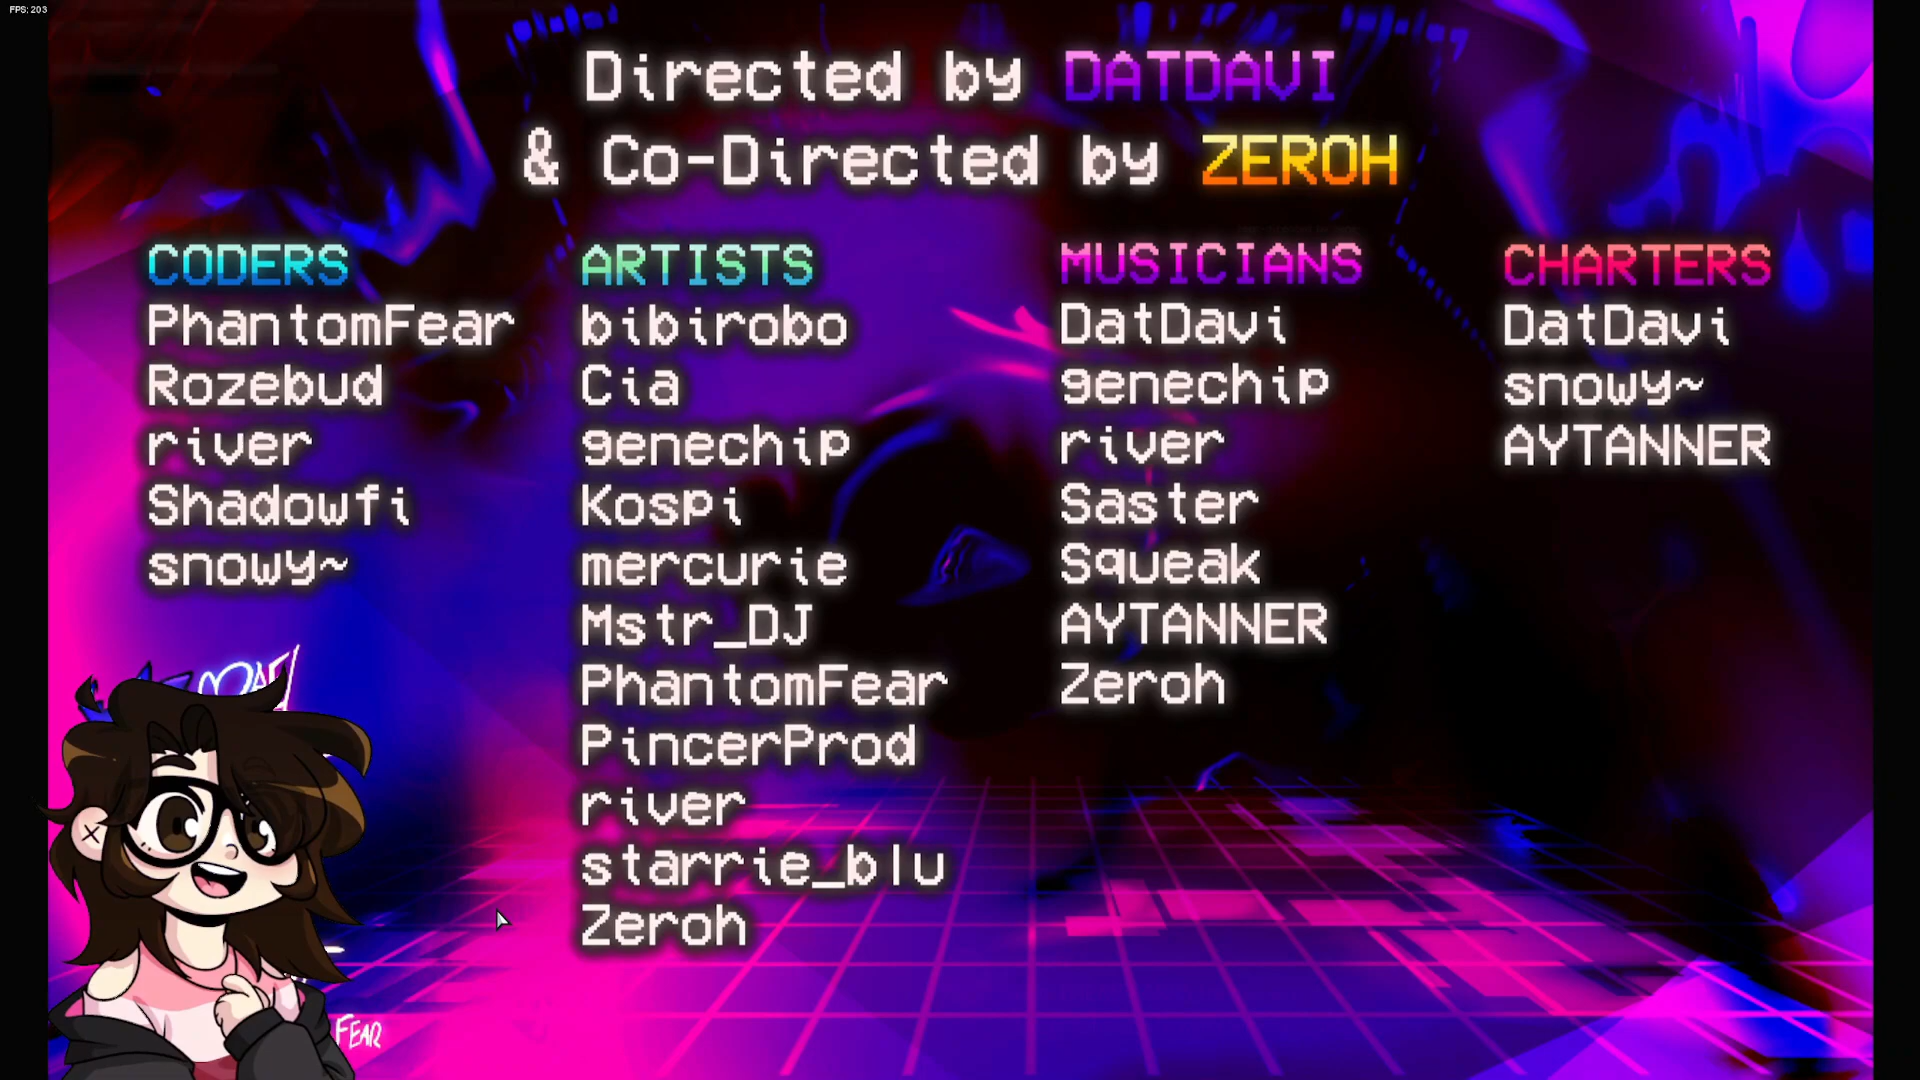 FPS: 203
Directed by DATDAVI
& Co-Directed by ZEROH
CODERS
PhantomFear
Rozebud
river
Shadowfi
snowy~
ARTISTS
bibirobo
Cia
genechip
Kospi
mercurie
Mstr_DJ
PhantomFear
PincerProd
river
starrie_blu
Zeroh
MUSICIANS
DatDavi
genechip
river
Saster
Squeak
AYTANNER
Zeroh
CHARTERS
DatDavi
snowy~
AYTANNER
FEAR